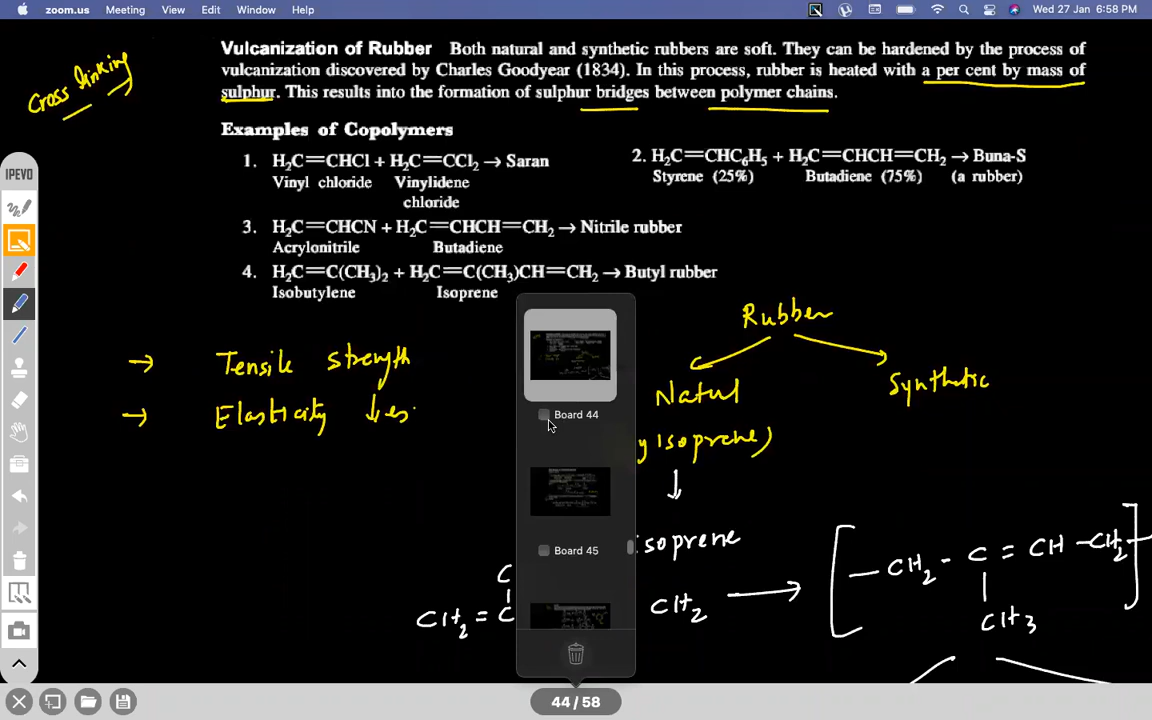 zoom.us Meeting View Edit Window Help Wed 27 Jan 6:58 PM
Cross linking
Vulcanization of Rubber Both natural and synthetic rubbers are soft. They can be hardened by the process of
vulcanization discovered by Charles Goodyear (1834). In this process, rubber is heated with a per cent by mass of
sulphur. This results into the formation of sulphur bridges between polymer chains.
Examples of Copolymers
1. H₂C=CHCl + H₂C=CCl₂ → Saran
Vinyl chloride Vinylidene
chloride
2. H₂C=CHC₆H₅ + H₂C=CHCH=CH₂ → Buna-S
Styrene (25%) Butadiene (75%) (a rubber)
3. H₂C=CHCN + H₂C=CHCH=CH₂ → Nitrile rubber
Acrylonitrile Butadiene
4. H₂C=C(CH₃)₂ + H₂C=C(CH₃)CH=CH₂ → Butyl rubber
Isobutylene Isoprene
IPEVO
→ Tensile strength
→ Elasticity ↓es
Rubber
Natul Synthetic
y Isoprene)
↓
soprene
C
CH₂ = C CH₂ → [ – CH₂ – C = CH – CH₂ – ]
CH₃
Board 44
Board 45
44 / 58